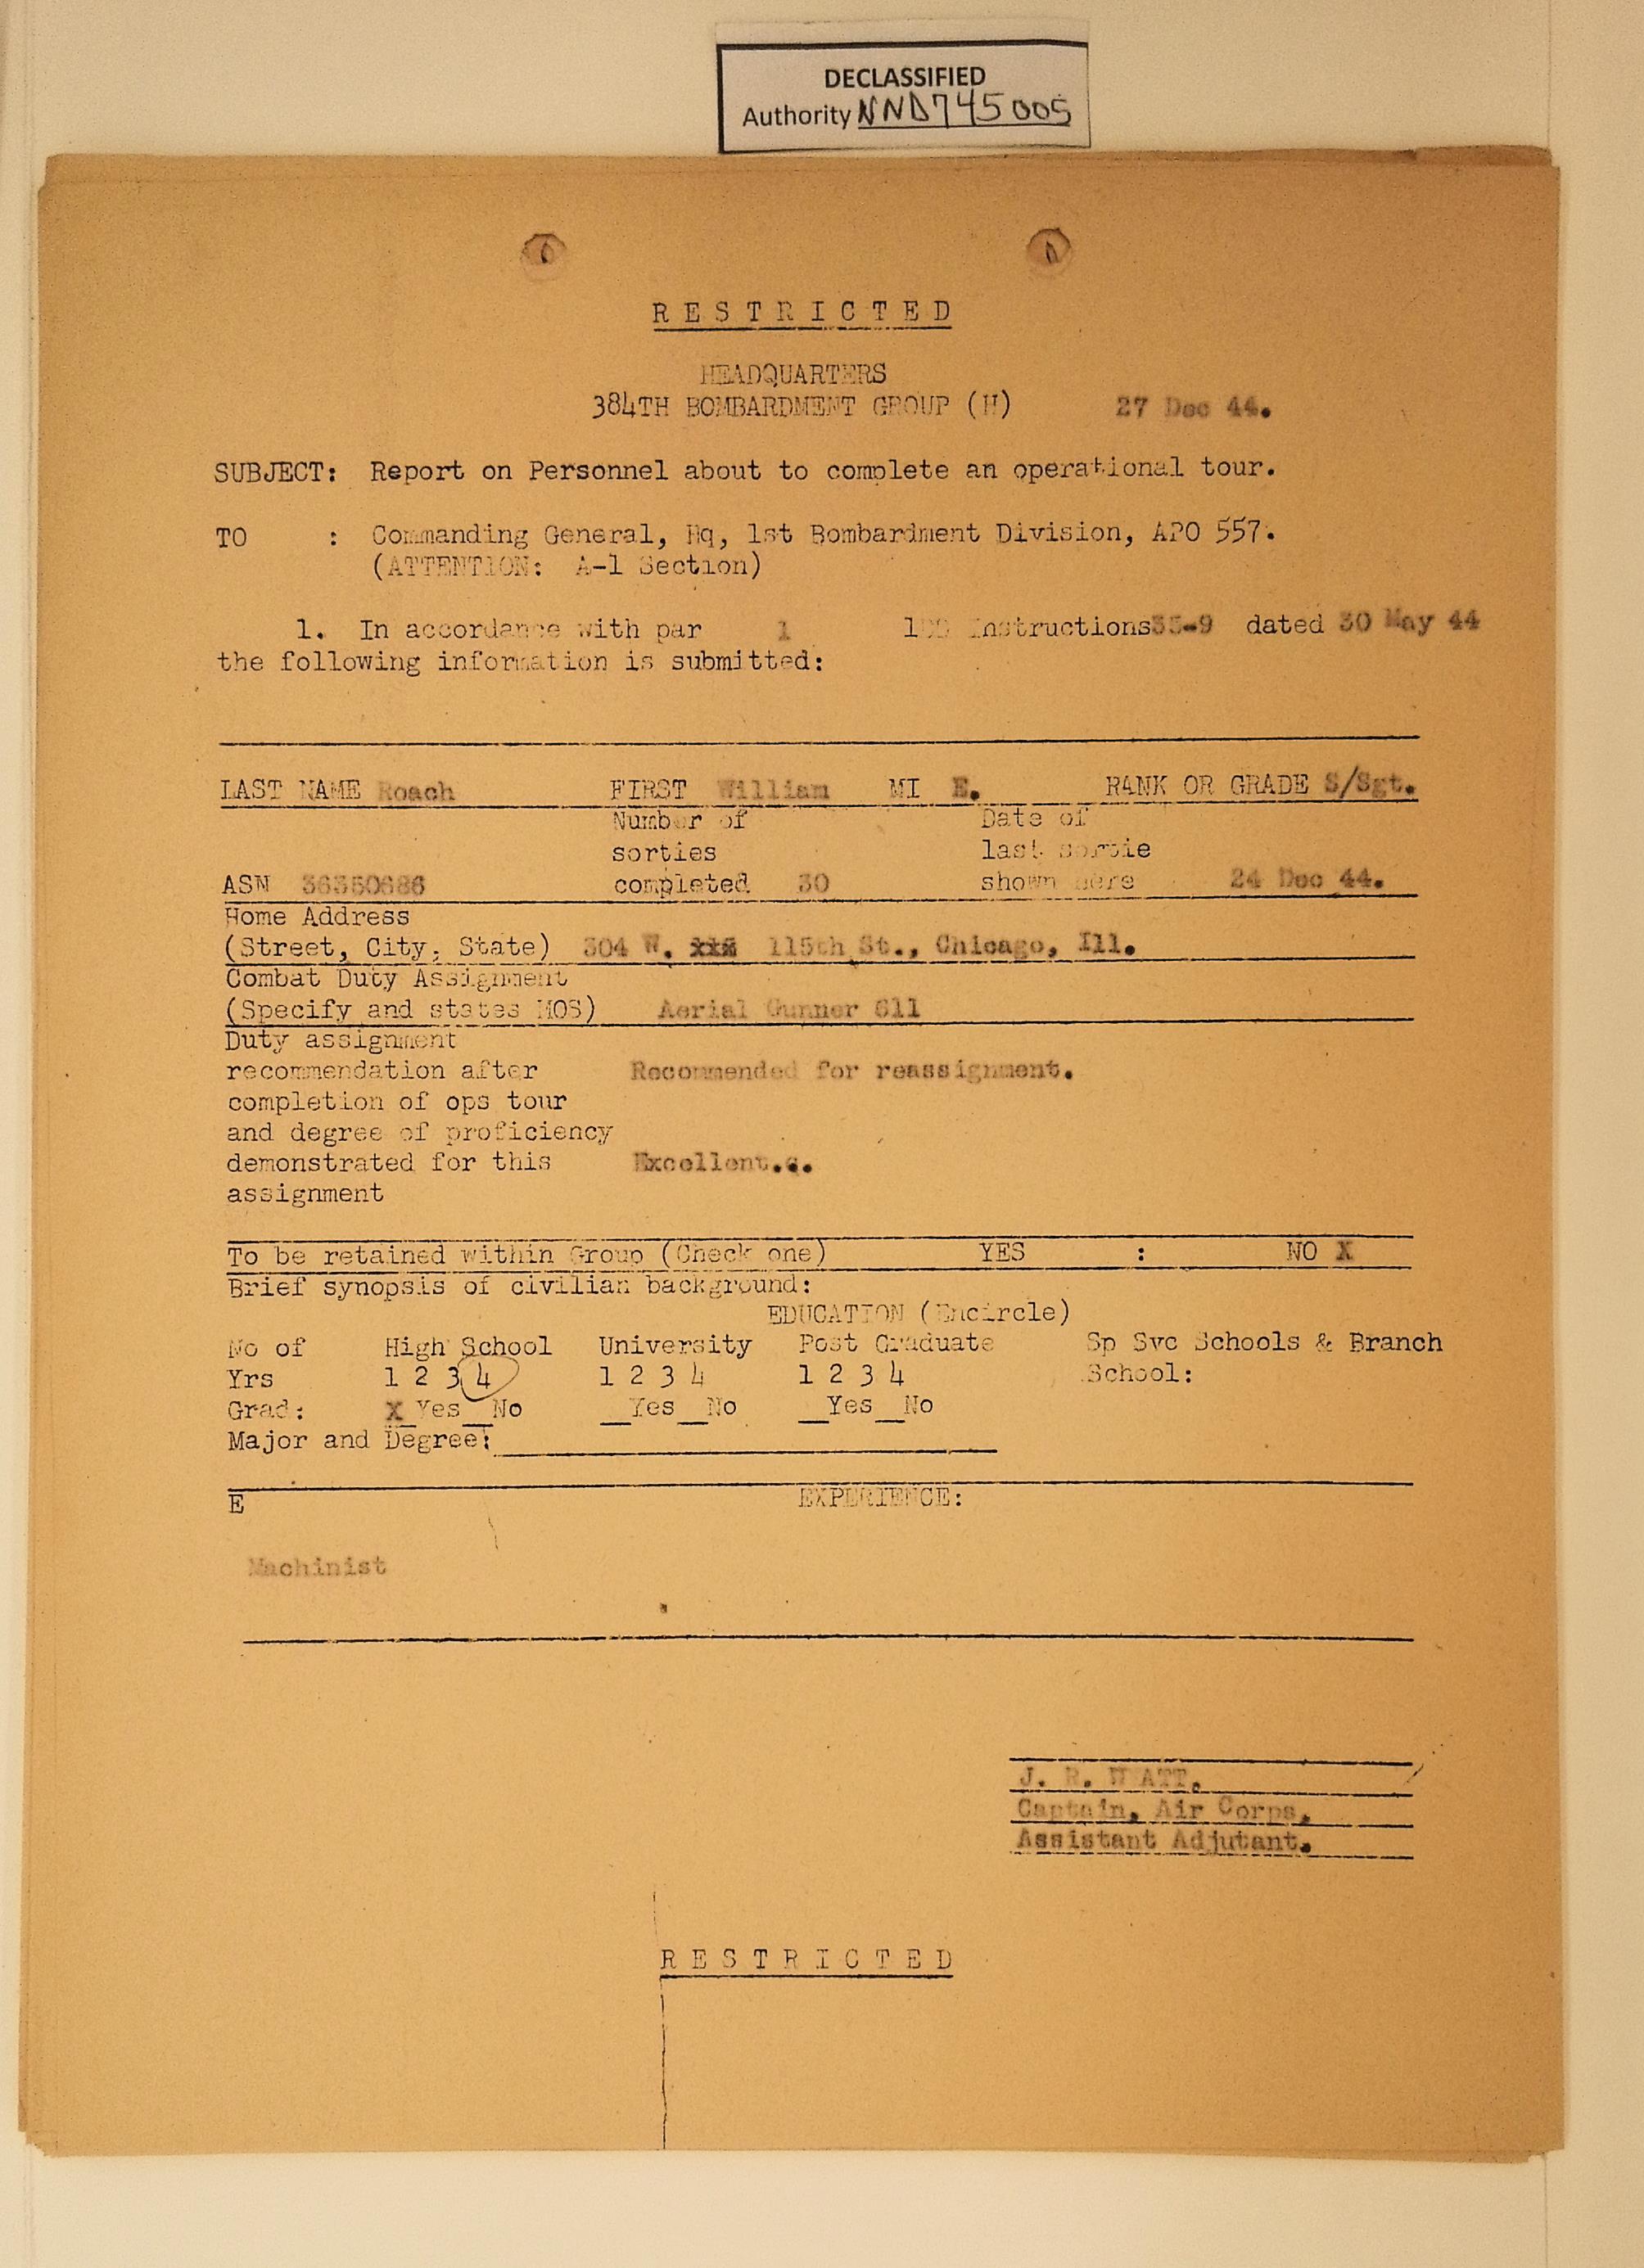 DECLASSIFIED
Authority NND745005
RESTRICTED
HEADQUARTERS
384TH BOMBARDMENT GROUP (H) 27 Dec 44.
SUBJECT: Report on Personnel about to complete an operational tour.
TO : Commanding General, Hq, 1st Bombardment Division, APO 557.
(ATTENTION: A-1 Section)
1. In accordance with par 1 1BD Instructions 35-9 dated 30 May 44
the following information is submitted:
LAST NAME Roach FIRST William MI E. RANK OR GRADE S/Sgt.
Number of Date of
sorties last sortie
ASN 36350686 completed 30 shown here 24 Dec 44.
Home Address
(Street, City, State) 304 W. xxx 115th St., Chicago, Ill.
Combat Duty Assignment
(Specify and states MOS) Aerial Gunner 611
Duty assignment
recommendation after Recommended for reassignment.
completion of ops tour
and degree of proficiency
demonstrated for this Excellent...
assignment
To be retained within Group (Check one) YES : NO X
Brief synopsis of civilian background:
EDUCATION (Encircle)
No of High School University Post Graduate Sp Svc Schools & Branch
Yrs 1 2 3 4 1 2 3 4 1 2 3 4 School:
Grad: X Yes__No __Yes__No __Yes__No
Major and Degree:
E EXPERIENCE:
Machinist
J. R. WYATT,
Captain, Air Corps,
Assistant Adjutant.
RESTRICTED